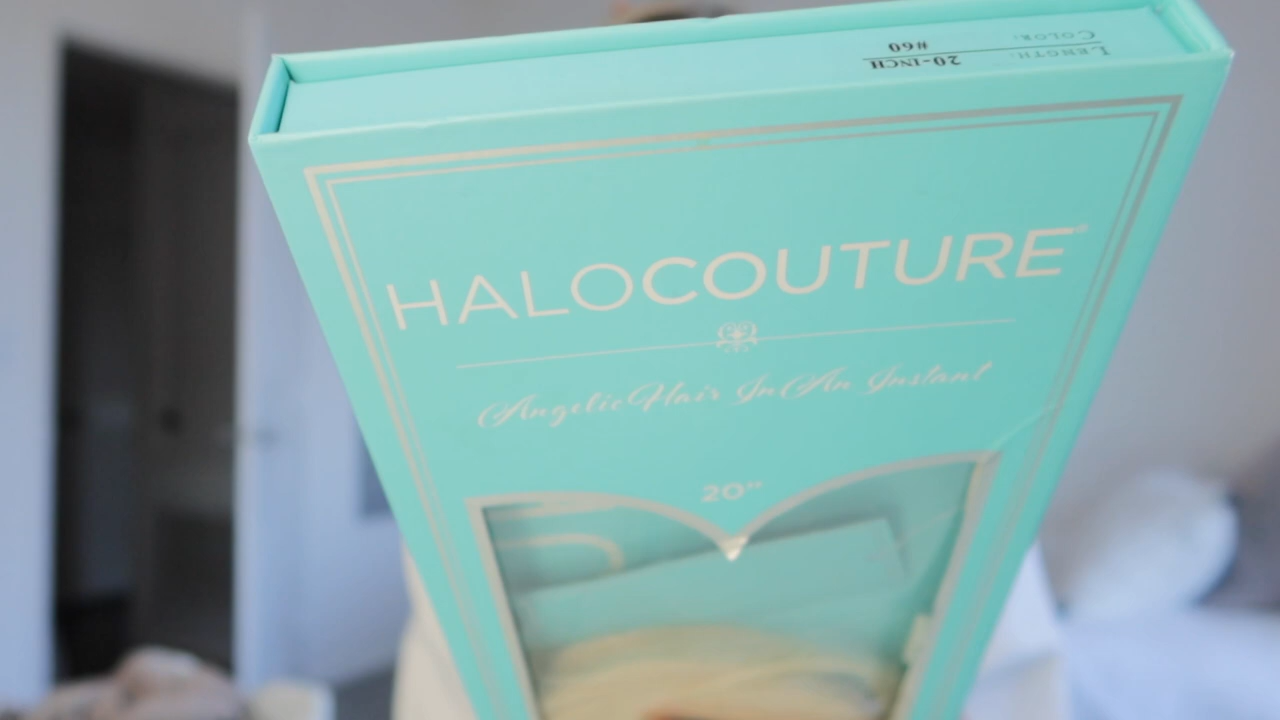 LENGTH: 20-INCH
COLOR: #60
HALOCOUTURE®
Angelic Hair In An Instant
20”